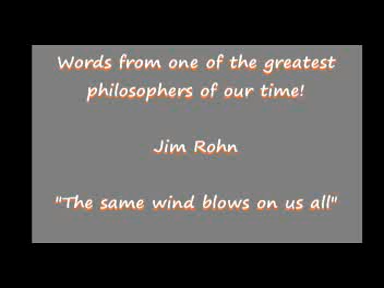 Words from one of the greatest
philosophers of our time!
Jim Rohn
"The same wind blows on us all"